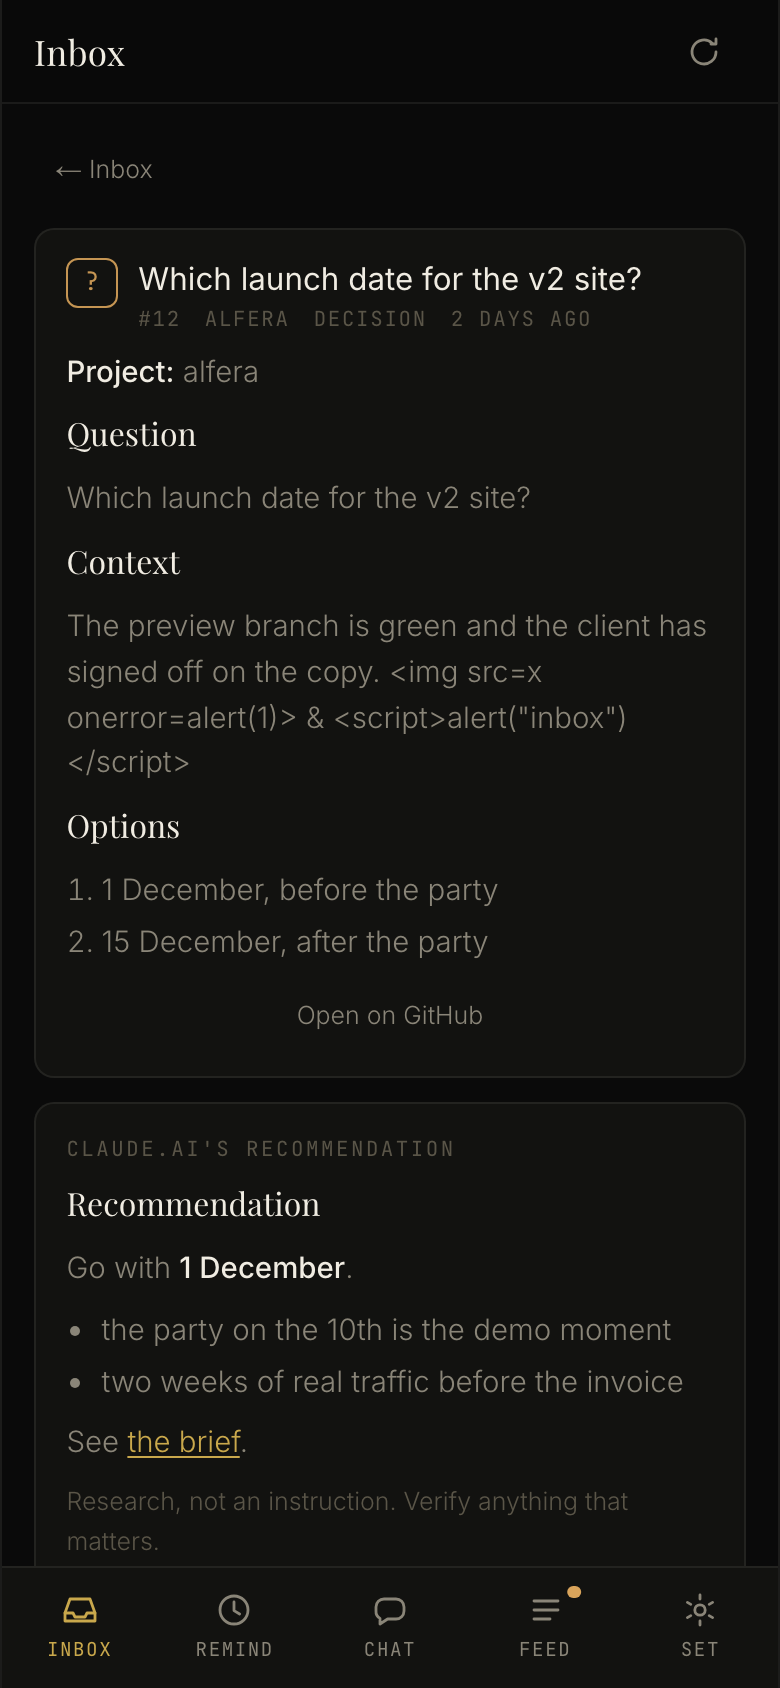 Inbox
← Inbox
? Which launch date for the v2 site?
#12 ALFERA DECISION 2 DAYS AGO
Project: alfera
Question
Which launch date for the v2 site?
Context
The preview branch is green and the client has
signed off on the copy. <img src=x
onerror=alert(1)> & <script>alert("inbox")
</script>
Options
1. 1 December, before the party
2. 15 December, after the party
Open on GitHub
CLAUDE.AI'S RECOMMENDATION
Recommendation
Go with 1 December.
• the party on the 10th is the demo moment
• two weeks of real traffic before the invoice
See the brief.
Research, not an instruction. Verify anything that
matters.
INBOX REMIND CHAT FEED SET